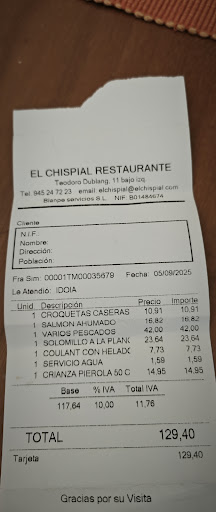 EL CHISPIAL RESTAURANTE
Teodoro Dublang, 11 bajo izq
Tel. 945 24 72 23 email: elchispial@elchispial.com
Blanpe servicios S.L. NIF: B01484674
Cliente
N.I.F.:
Nombre:
Dirección:
Población:
Fra Sim: 00001TM00035679 Fecha: 05/09/2025
Le Atendió: IDOIA
Unid Descripción Precio Importe
1 CROQUETAS CASERAS 10,91 10,91
1 SALMON AHUMADO 16,82 16,82
1 VARIOS PESCADOS 42,00 42,00
1 SOLOMILLO A LA PLANC 23,64 23,64
1 COULANT CON HELADO 7,73 7,73
1 SERVICIO AGUA 1,59 1,59
1 CRIANZA PIEROLA 50 C 14,95 14,95
Base % IVA Total IVA
117,64 10,00 11,76
TOTAL 129,40
Tarjeta 129,40
Gracias por su Visita